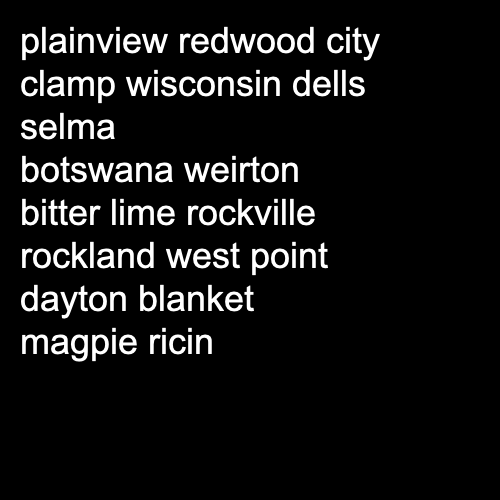 plainview redwood city
clamp wisconsin dells
selma
botswana weirton
bitter lime rockville
rockland west point
dayton blanket
magpie ricin